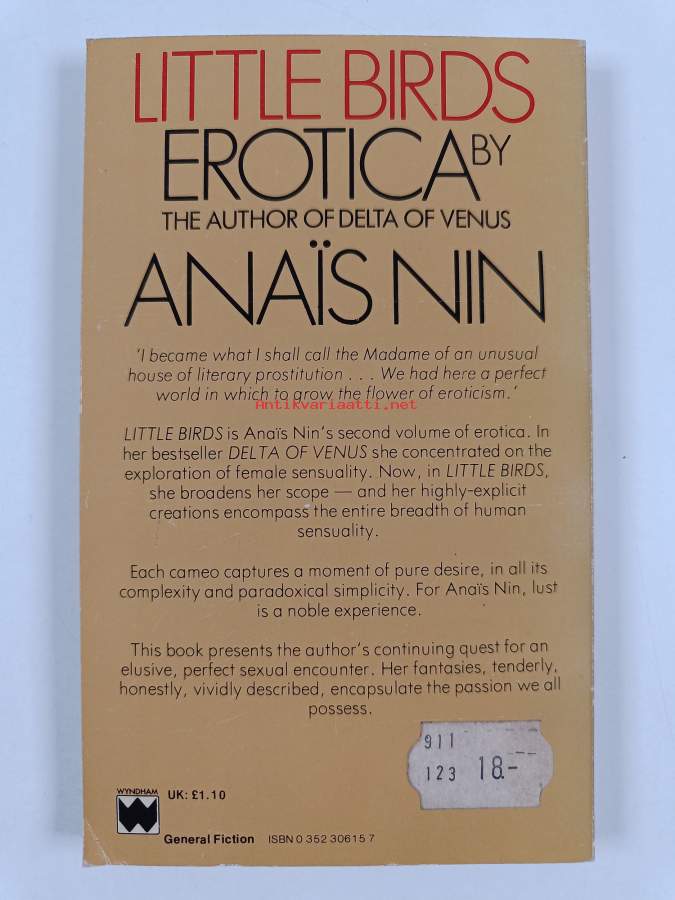 LITTLE BIRDS
EROTICA BY
THE AUTHOR OF DELTA OF VENUS
ANAÏS NIN
'I became what I shall call the Madame of an unusual
house of literary prostitution . . . We had here a perfect
world in which to grow the flower of eroticism.'
Antikvariaatti.net
LITTLE BIRDS is Anaïs Nin's second volume of erotica. In
her bestseller DELTA OF VENUS she concentrated on the
exploration of female sensuality. Now, in LITTLE BIRDS,
she broadens her scope — and her highly-explicit
creations encompass the entire breadth of human
sensuality.
Each cameo captures a moment of pure desire, in all its
complexity and paradoxical simplicity. For Anaïs Nin, lust
is a noble experience.
This book presents the author's continuing quest for an
elusive, perfect sexual encounter. Her fantasies, tenderly,
honestly, vividly described, encapsulate the passion we all
possess.
911
123 18.-
WYNDHAM
UK: £1.10
General Fiction ISBN 0 352 30615 7